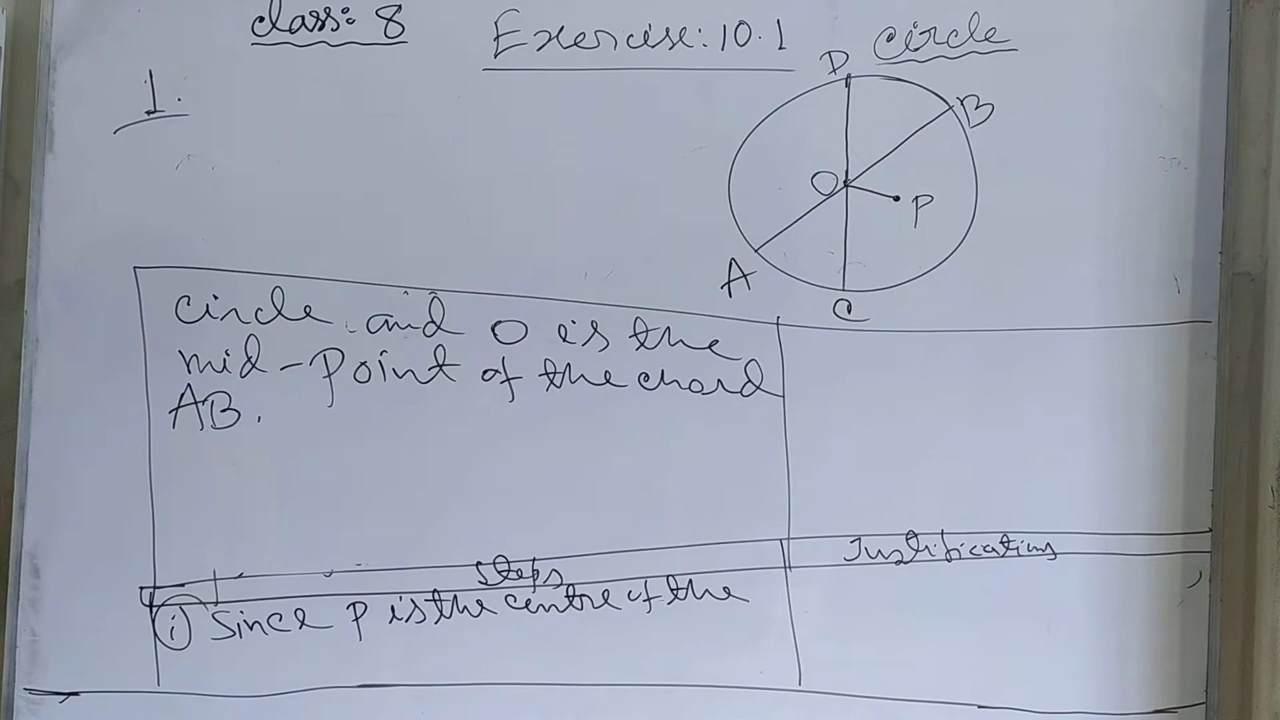 class: 8
Exercise: 10.1
circle
1.
D
B
O
P
A
C
circle and O is the
mid-point of the chord
AB.
Steps
Justification
i) Since P is the centre of the